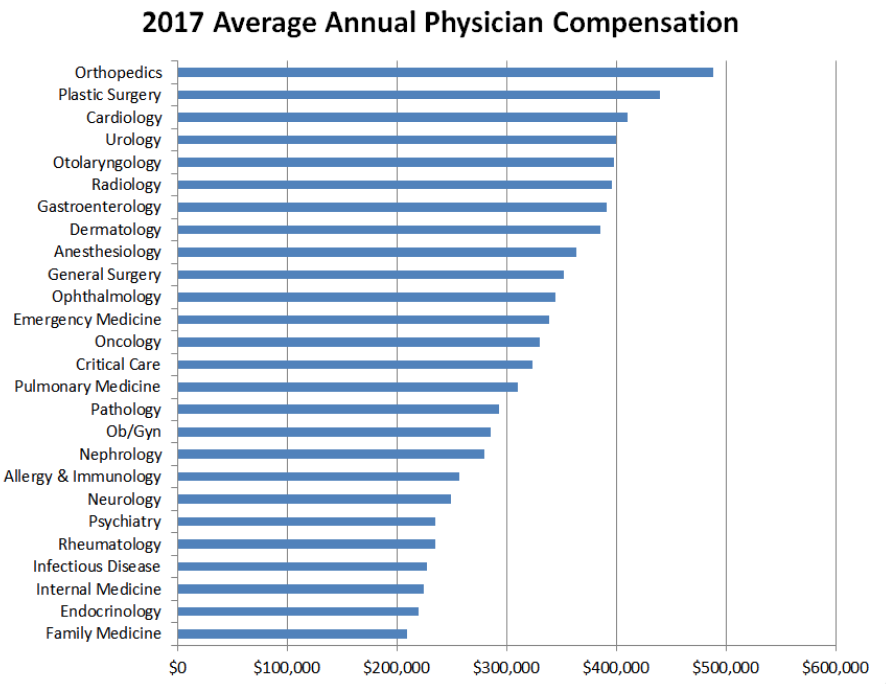 2017 Average Annual Physician Compensation
Orthopedics
Plastic Surgery
Cardiology
Urology
Otolaryngology
Radiology
Gastroenterology
Dermatology
Anesthesiology
General Surgery
Ophthalmology
Emergency Medicine
Oncology
Critical Care
Pulmonary Medicine
Pathology
Ob/Gyn
Nephrology
Allergy & Immunology
Neurology
Psychiatry
Rheumatology
Infectious Disease
Internal Medicine
Endocrinology
Family Medicine
$0 $100,000 $200,000 $300,000 $400,000 $500,000 $600,000